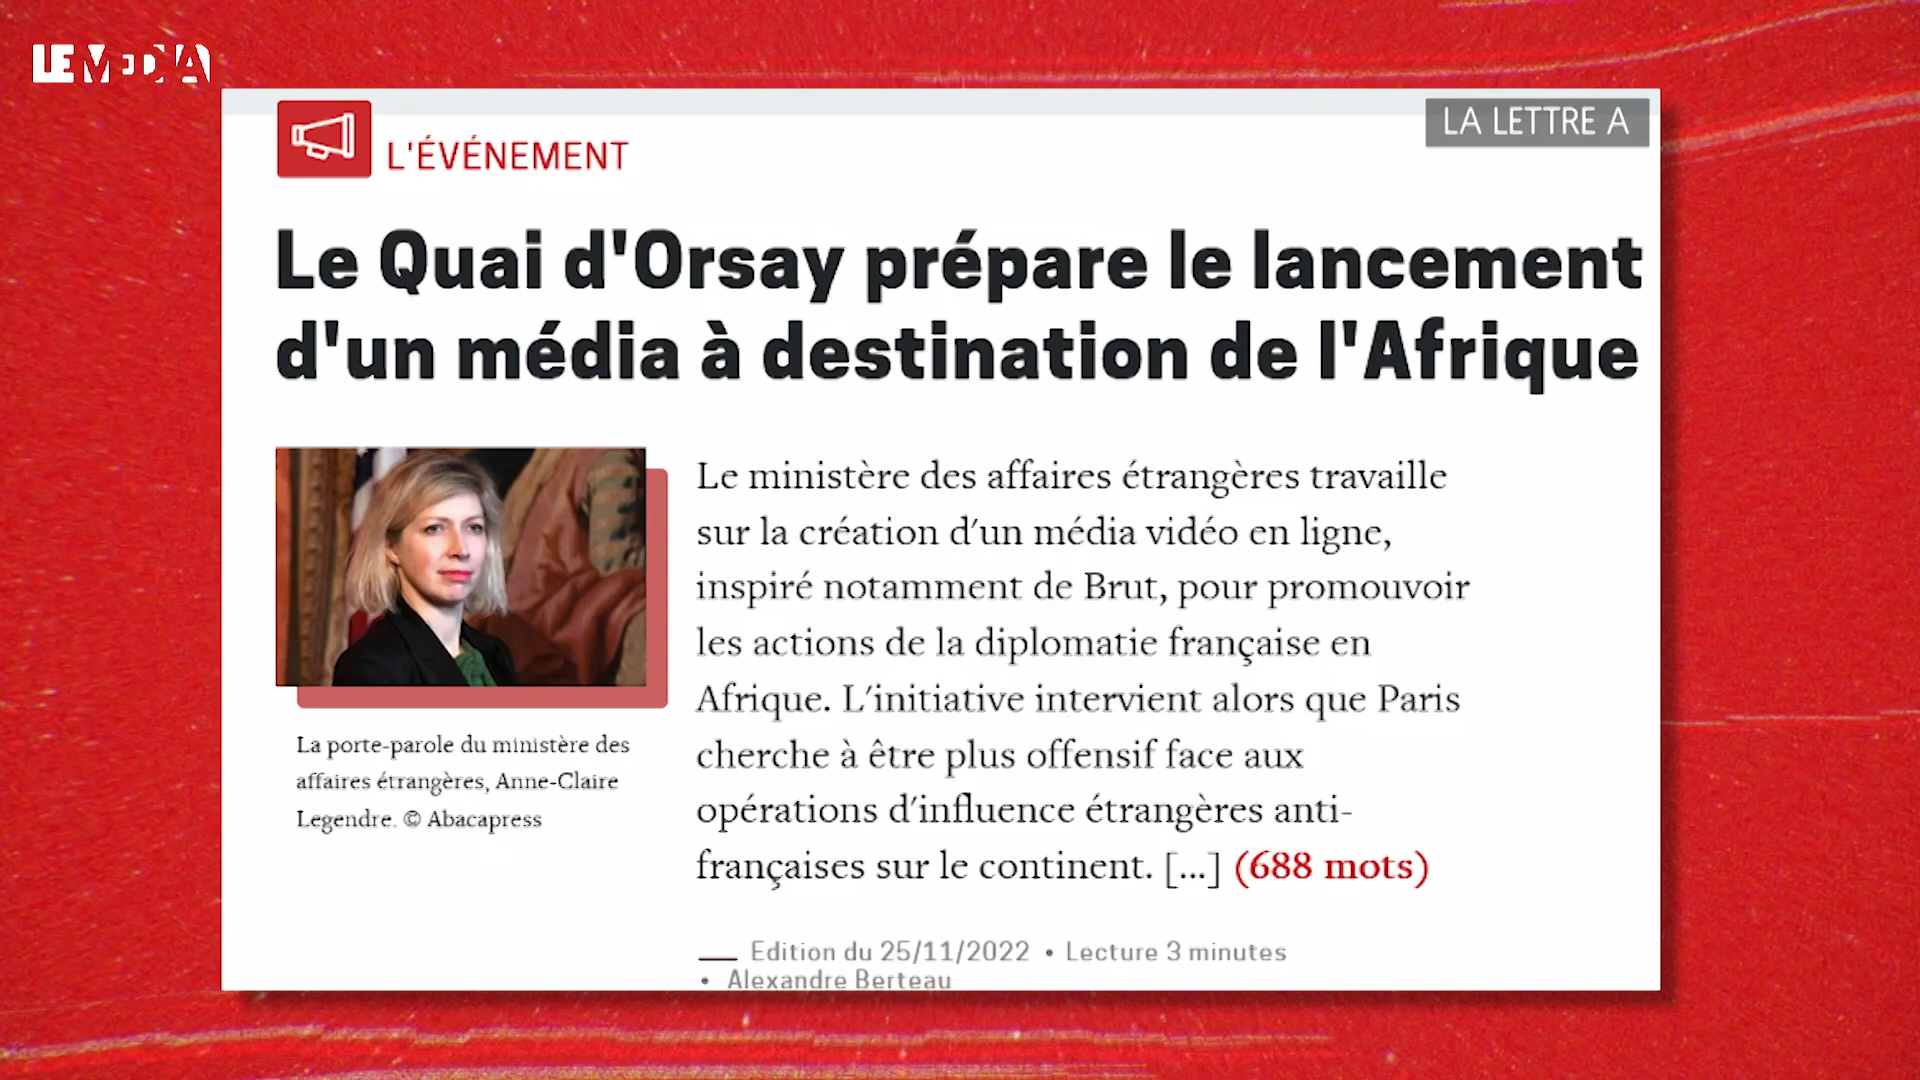 LE MEDIA
LA LETTRE A
L'ÉVÉNEMENT
Le Quai d'Orsay prépare le lancement
d'un média à destination de l'Afrique
Le ministère des affaires étrangères travaille
sur la création d'un média vidéo en ligne,
inspiré notamment de Brut, pour promouvoir
les actions de la diplomatie française en
Afrique. L'initiative intervient alors que Paris
cherche à être plus offensif face aux
opérations d'influence étrangères anti-
françaises sur le continent. [...] (688 mots)
La porte-parole du ministère des
affaires étrangères, Anne-Claire
Legendre. © Abacapress
Edition du 25/11/2022 • Lecture 3 minutes
• Alexandre Berteau